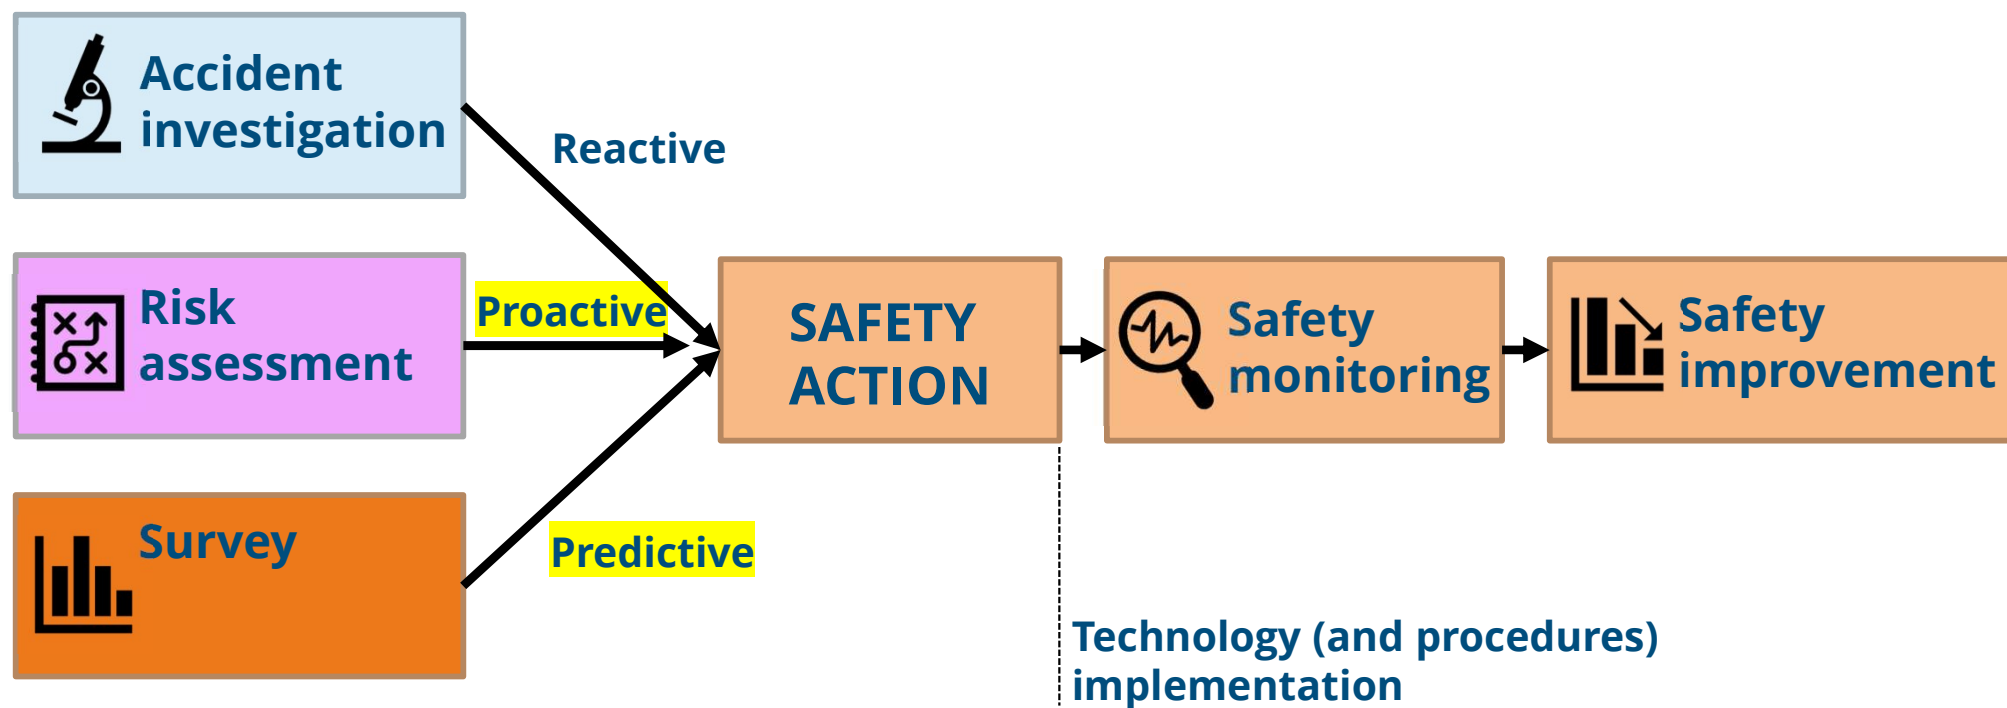 Accident
investigation
Reactive
Risk
assessment
Proactive
SAFETY
ACTION
Safety
monitoring
Safety
improvement
Survey
Predictive
Technology (and procedures)
implementation